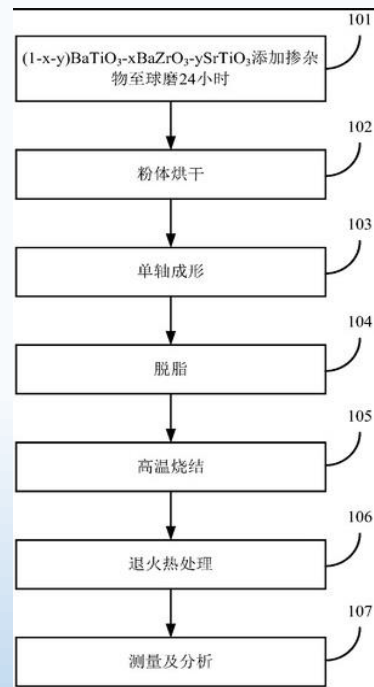 101
(1-x-y)BaTiO₃-xBaZrO₃-ySrTiO₃添加掺杂
物至球磨24小时
102
粉体烘干
103
单轴成形
104
脱脂
105
高温烧结
106
退火热处理
107
测量及分析